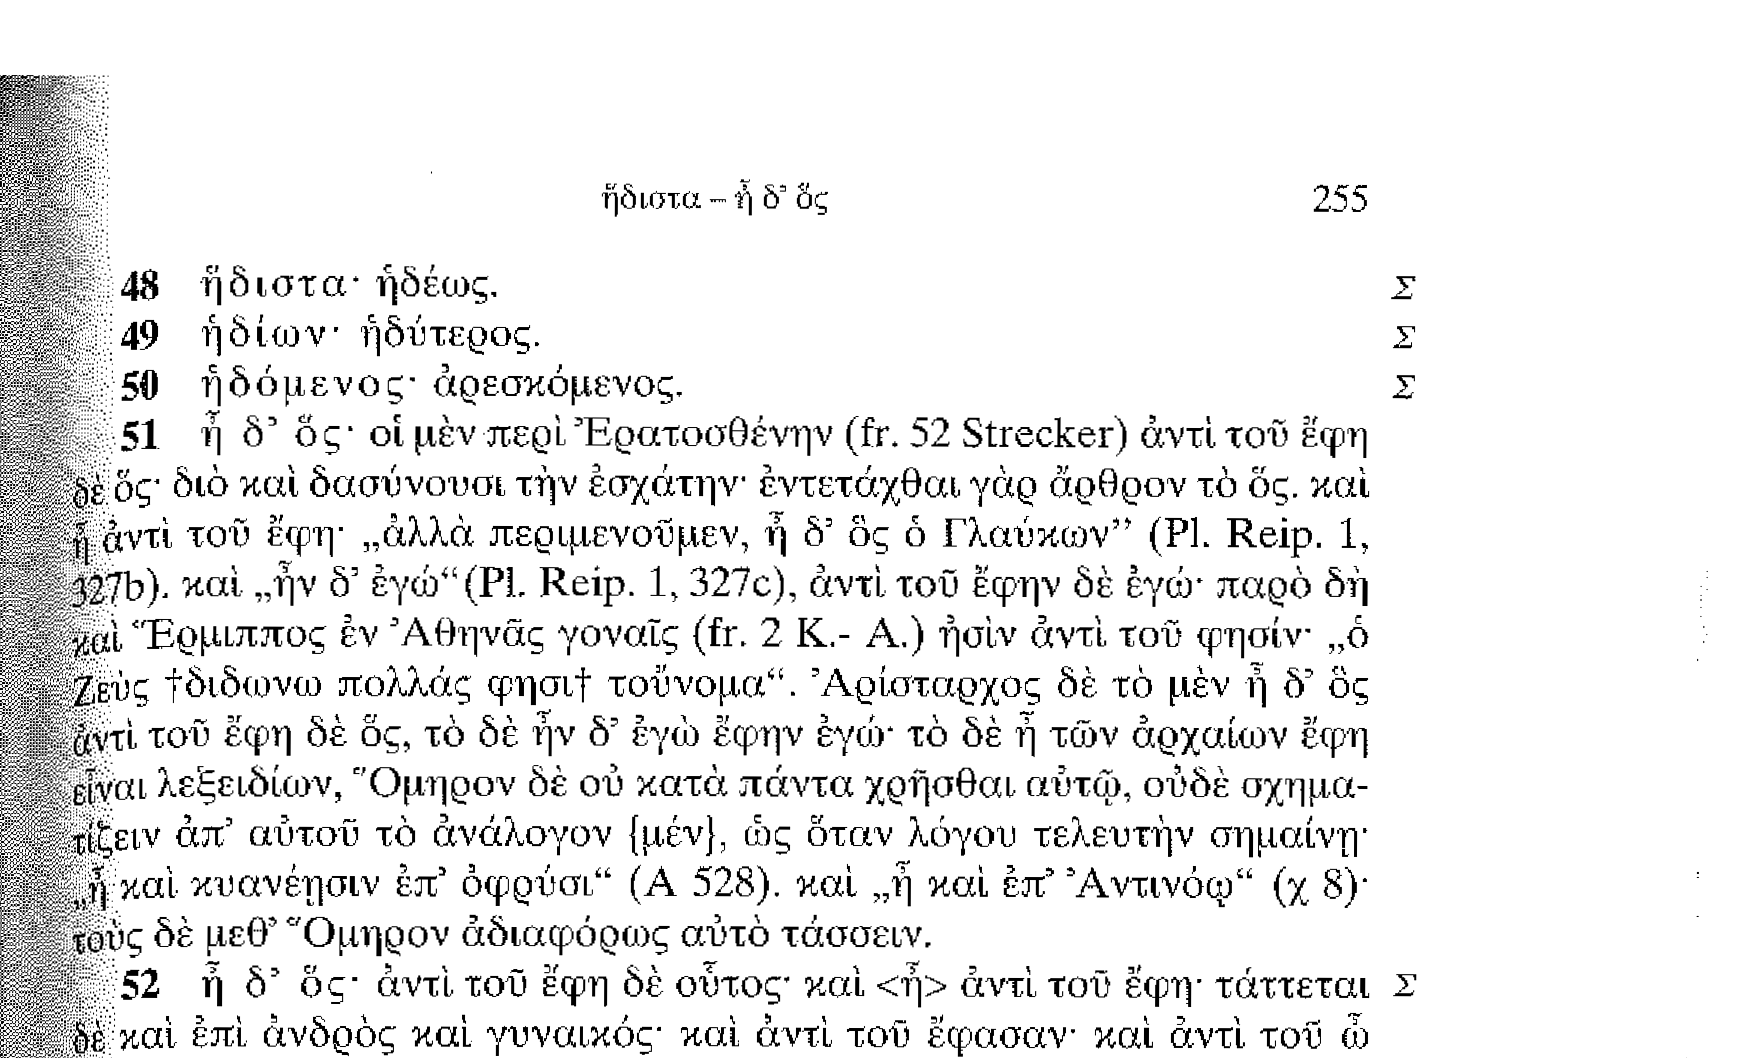 ἥδιστα – ἦ δ’ ὅς 255
48 ἥδιστα· ἡδέως. Σ
49 ἡδίων· ἡδύτερος. Σ
50 ἡδόμενος· ἀρεσκόμενος. Σ
51 ἦ δ’ ὅς· οἱ μὲν περὶ Ἐρατοσθένην (fr. 52 Strecker) ἀντὶ τοῦ ἔφη
δὲ ὅς· διὸ καὶ δασύνουσι τὴν ἐσχάτην· ἐντετάχθαι γὰρ ἄρθρον τὸ ὅς. καὶ
ἦ ἀντὶ τοῦ ἔφη· „ἀλλὰ περιμενοῦμεν, ἦ δ’ ὃς ὁ Γλαύκων” (Pl. Reip. 1,
327b). καὶ „ἦν δ’ ἐγώ“ (Pl. Reip. 1, 327c), ἀντὶ τοῦ ἔφην δὲ ἐγώ· παρὸ δὴ
καὶ Ἕρμιππος ἐν Ἀθηνᾶς γοναῖς (fr. 2 K.- A.) ἠσὶν ἀντὶ τοῦ φησίν· „ὁ
Ζεὺς †διδωνω πολλάς φησι† τοὔνομα“. Ἀρίσταρχος δὲ τὸ μὲν ἦ δ’ ὃς
ἀντὶ τοῦ ἔφη δὲ ὅς, τὸ δὲ ἦν δ’ ἐγὼ ἔφην ἐγώ· τὸ δὲ ἦ τῶν ἀρχαίων ἔφη
εἶναι λεξειδίων, Ὅμηρον δὲ οὐ κατὰ πάντα χρῆσθαι αὐτῷ, οὐδὲ σχημα-
τίζειν ἀπ’ αὐτοῦ τὸ ἀνάλογον {μέν}, ὡς ὅταν λόγου τελευτὴν σημαίνῃ·
„ἦ καὶ κυανέῃσιν ἐπ’ ὀφρύσι“ (Α 528). καὶ „ἦ καὶ ἐπ’ Ἀντινόῳ“ (χ 8)·
τοὺς δὲ μεθ’ Ὅμηρον ἀδιαφόρως αὐτὸ τάσσειν.
52 ἦ δ’ ὅς· ἀντὶ τοῦ ἔφη δὲ οὗτος· καὶ <ἦ> ἀντὶ τοῦ ἔφη· τάττεται Σ
δὲ καὶ ἐπὶ ἀνδρὸς καὶ γυναικός· καὶ ἀντὶ τοῦ ἔφασαν· καὶ ἀντὶ τοῦ ὦ